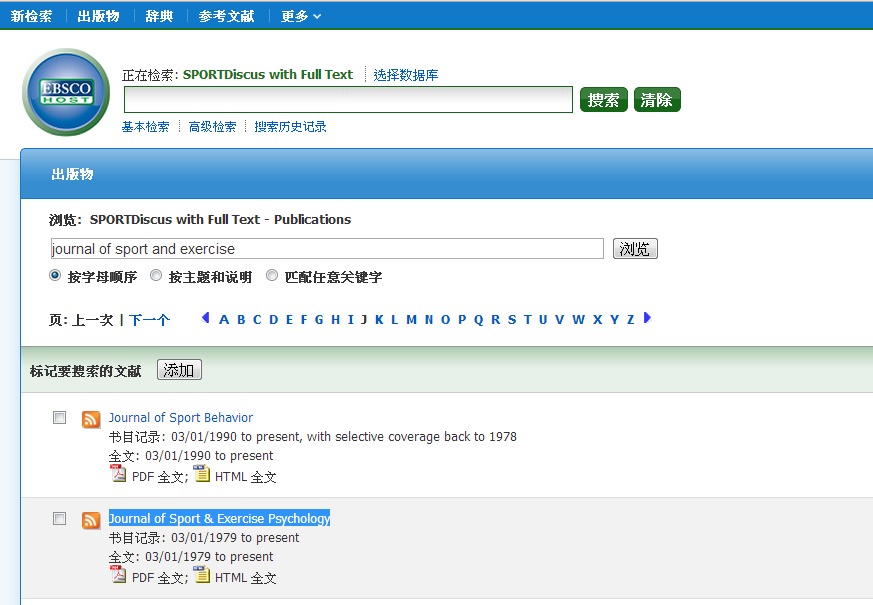 新检索 出版物 辞典 参考文献 更多
EBSCO
HOST
正在检索: SPORTDiscus with Full Text 选择数据库
搜索 清除
基本检索 高级检索 搜索历史记录
出版物
浏览: SPORTDiscus with Full Text - Publications
journal of sport and exercise 浏览
按字母顺序 按主题和说明 匹配任意关键字
页: 上一次 | 下一个 A B C D E F G H I J K L M N O P Q R S T U V W X Y Z
标记要搜索的文献 添加
Journal of Sport Behavior
书目记录: 03/01/1990 to present, with selective coverage back to 1978
全文: 03/01/1990 to present
PDF 全文; HTML 全文
Journal of Sport & Exercise Psychology
书目记录: 03/01/1979 to present
全文: 03/01/1979 to present
PDF 全文; HTML 全文